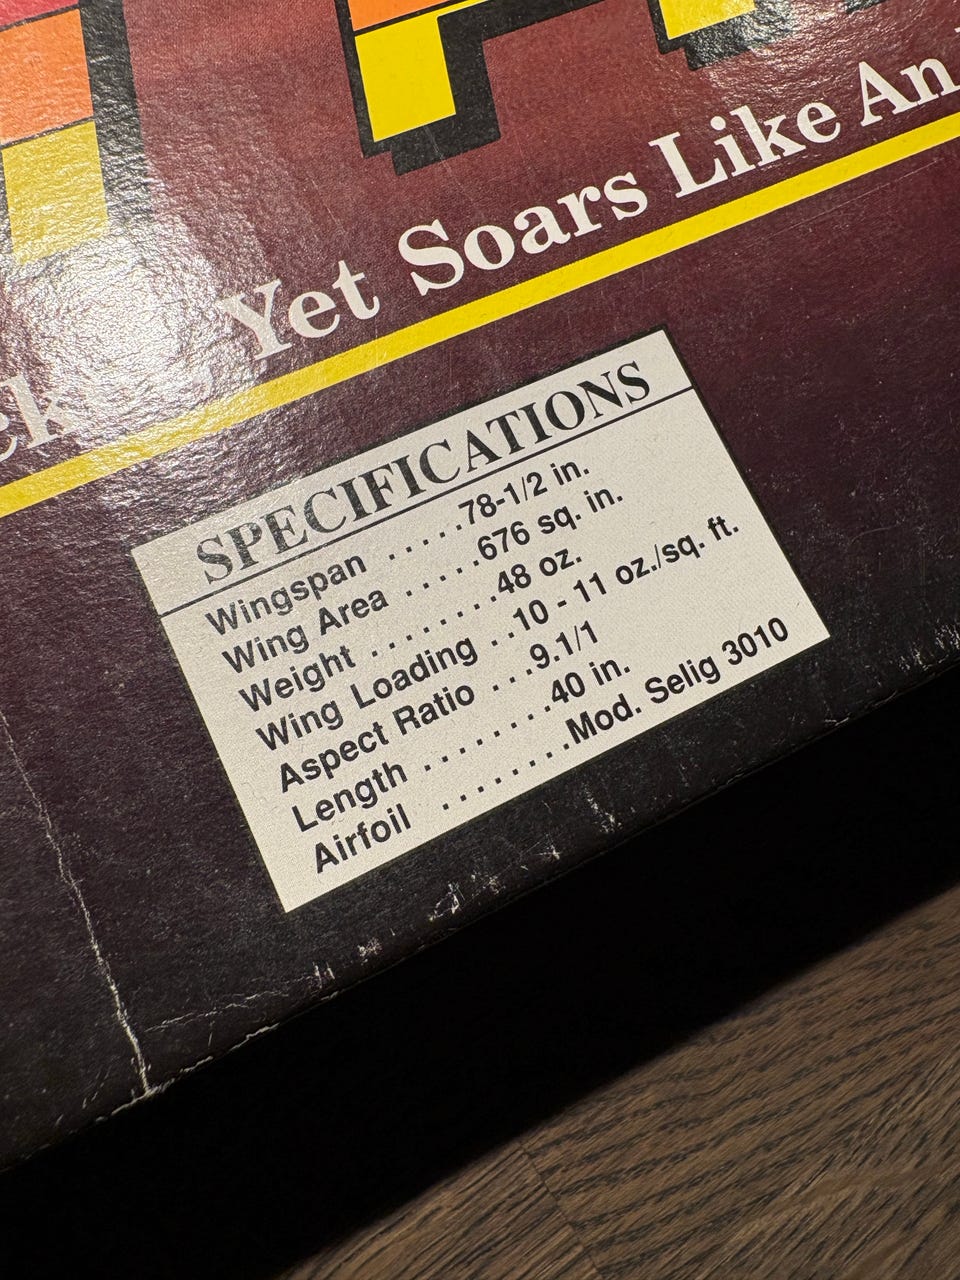 Yet Soars Like An
SPECIFICATIONS
Wingspan .....78-1/2 in.
Wing Area .....676 sq. in.
Weight ........48 oz.
Wing Loading ..10 - 11 oz./sq. ft.
Aspect Ratio ...9.1/1
Length ........40 in.
Airfoil .........Mod. Selig 3010